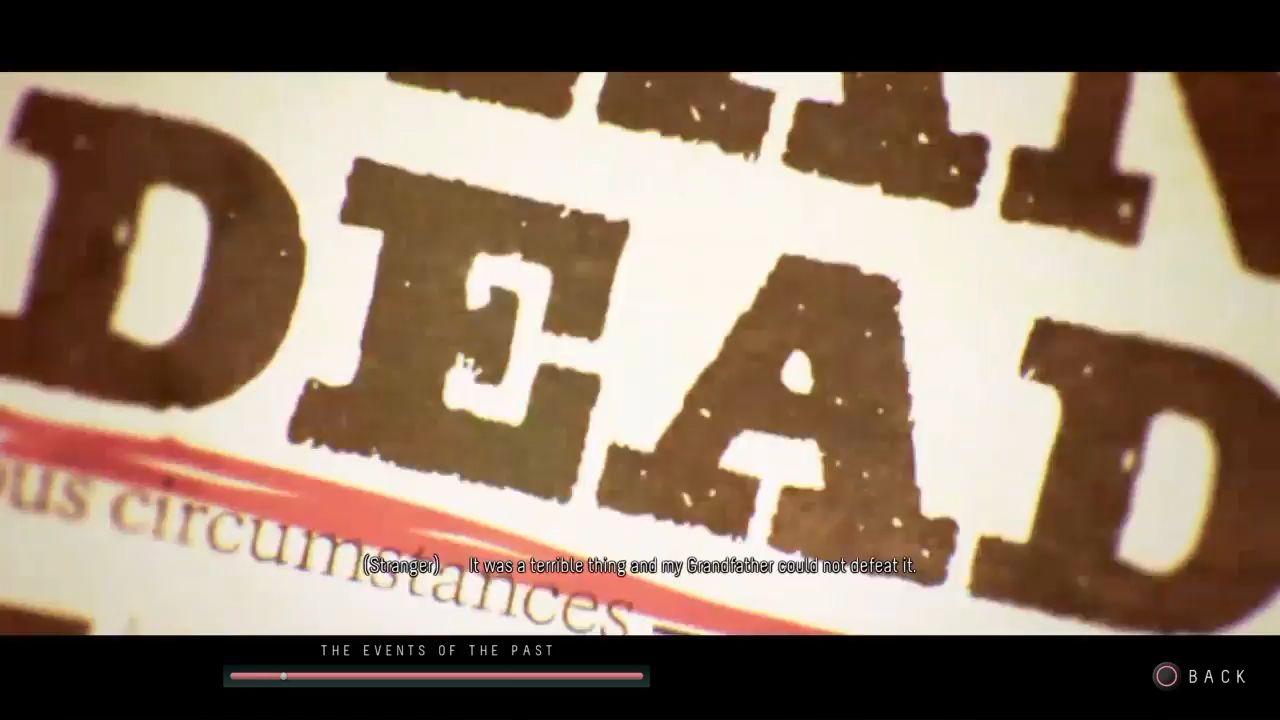 DEAD
ous circumstances
(Stranger) It was a terrible thing and my Grandfather could not defeat it.
THE EVENTS OF THE PAST
BACK